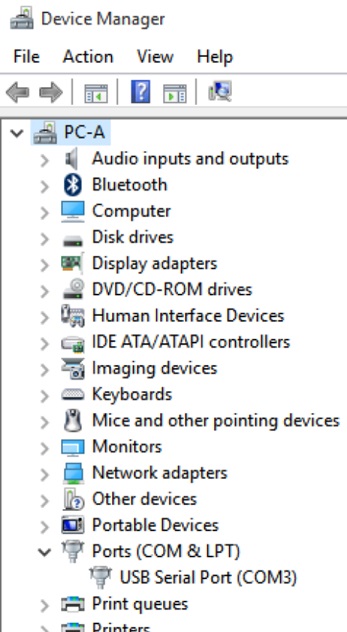 Device Manager
File Action View Help
PC-A
Audio inputs and outputs
Bluetooth
Computer
Disk drives
Display adapters
DVD/CD-ROM drives
Human Interface Devices
IDE ATA/ATAPI controllers
Imaging devices
Keyboards
Mice and other pointing devices
Monitors
Network adapters
Other devices
Portable Devices
Ports (COM & LPT)
USB Serial Port (COM3)
Print queues
Printers